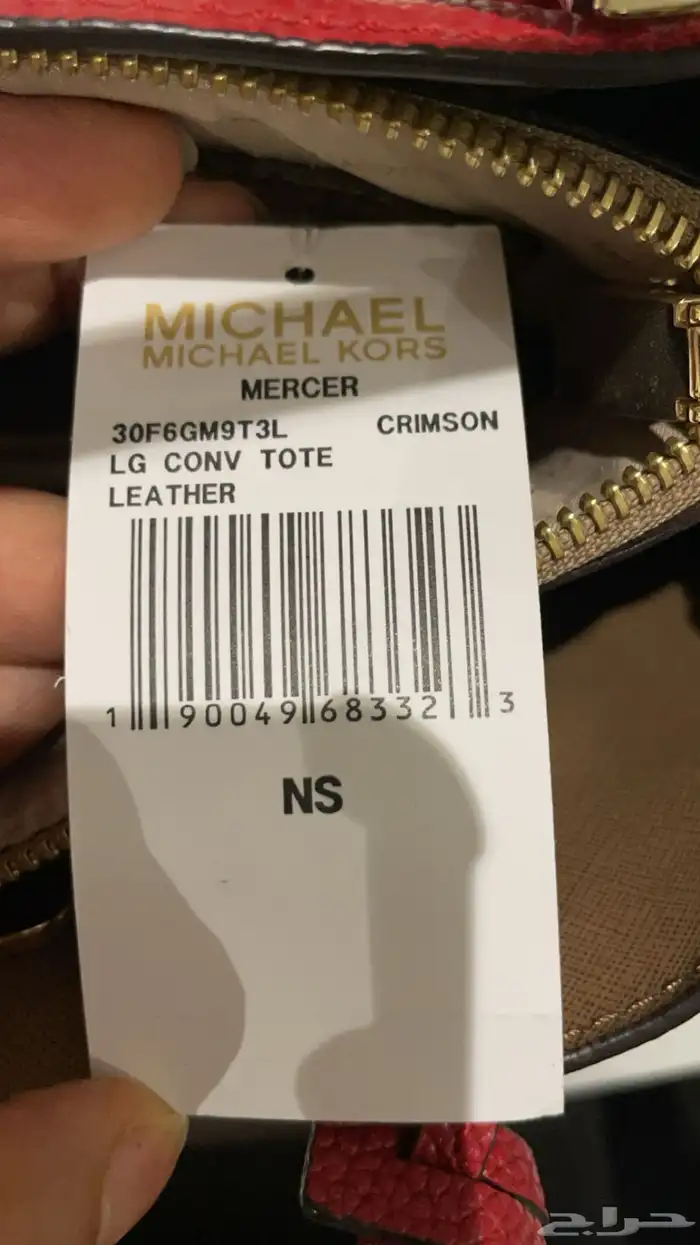 MICHAEL
MICHAEL KORS
MERCER
30F6GM9T3L CRIMSON
LG CONV TOTE
LEATHER
1 90049 68332 3
NS
حراج